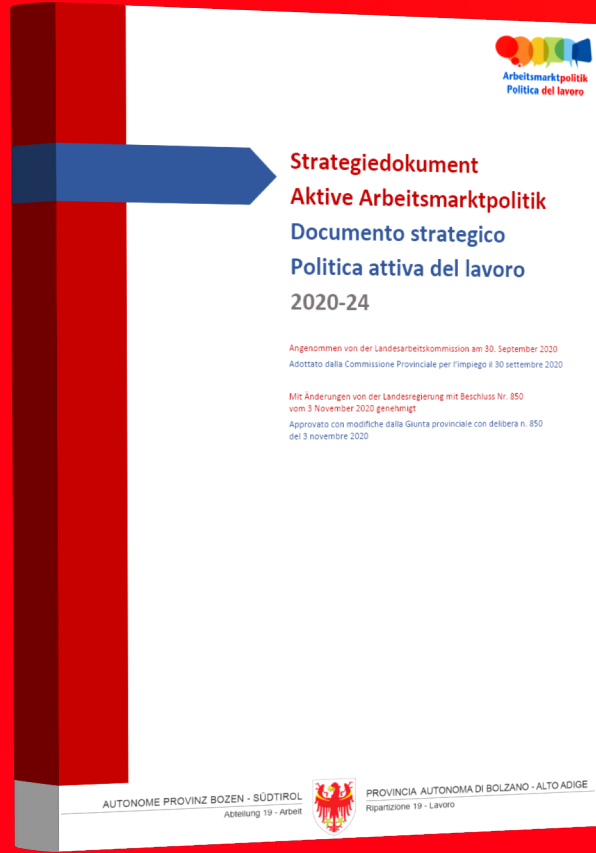 Arbeitsmarktpolitik
Politica del lavoro
Strategiedokument
Aktive Arbeitsmarktpolitik
Documento strategico
Politica attiva del lavoro
2020-24
Angenommen von der Landesarbeitskommission am 30. September 2020
Adottato dalla Commissione Provinciale per l'impiego il 30 settembre 2020
Mit Änderungen von der Landesregierung mit Beschluss Nr. 850
vom 3 November 2020 genehmigt
Approvato con modifiche dalla Giunta provinciale con delibera n. 850
del 3 novembre 2020
AUTONOME PROVINZ BOZEN - SÜDTIROL
Abteilung 19 - Arbeit
PROVINCIA AUTONOMA DI BOLZANO - ALTO ADIGE
Ripartizione 19 - Lavoro